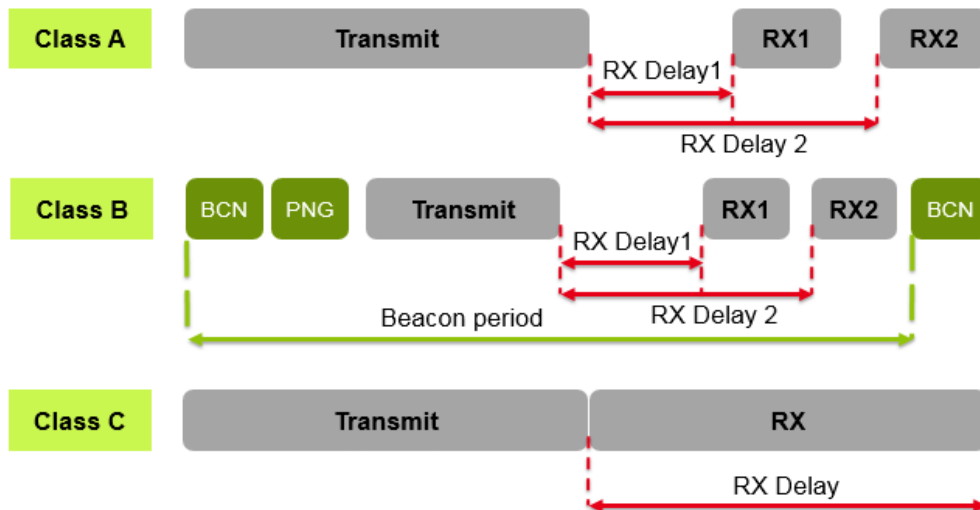 Class A
Transmit
RX1
RX2
RX Delay1
RX Delay 2
Class B
BCN
PNG
Transmit
RX1
RX2
BCN
RX Delay1
RX Delay 2
Beacon period
Class C
Transmit
RX
RX Delay